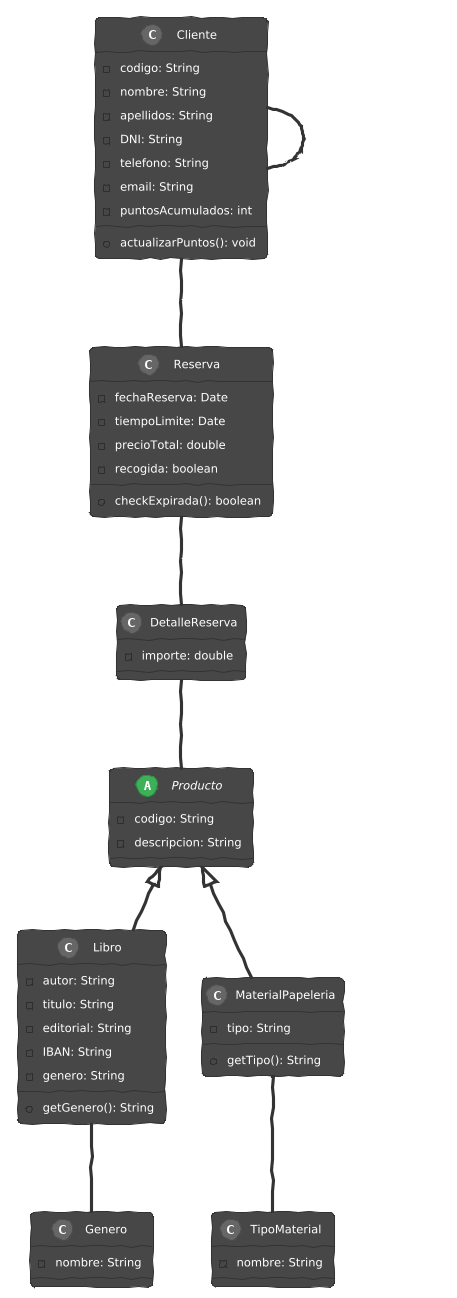 C Cliente
codigo: String
nombre: String
apellidos: String
DNI: String
telefono: String
email: String
puntosAcumulados: int
actualizarPuntos(): void
C Reserva
fechaReserva: Date
tiempoLimite: Date
precioTotal: double
recogida: boolean
checkExpirada(): boolean
C DetalleReserva
importe: double
A Producto
codigo: String
descripcion: String
C Libro
autor: String
titulo: String
editorial: String
IBAN: String
genero: String
getGenero(): String
C MaterialPapeleria
tipo: String
getTipo(): String
C Genero
nombre: String
C TipoMaterial
nombre: String